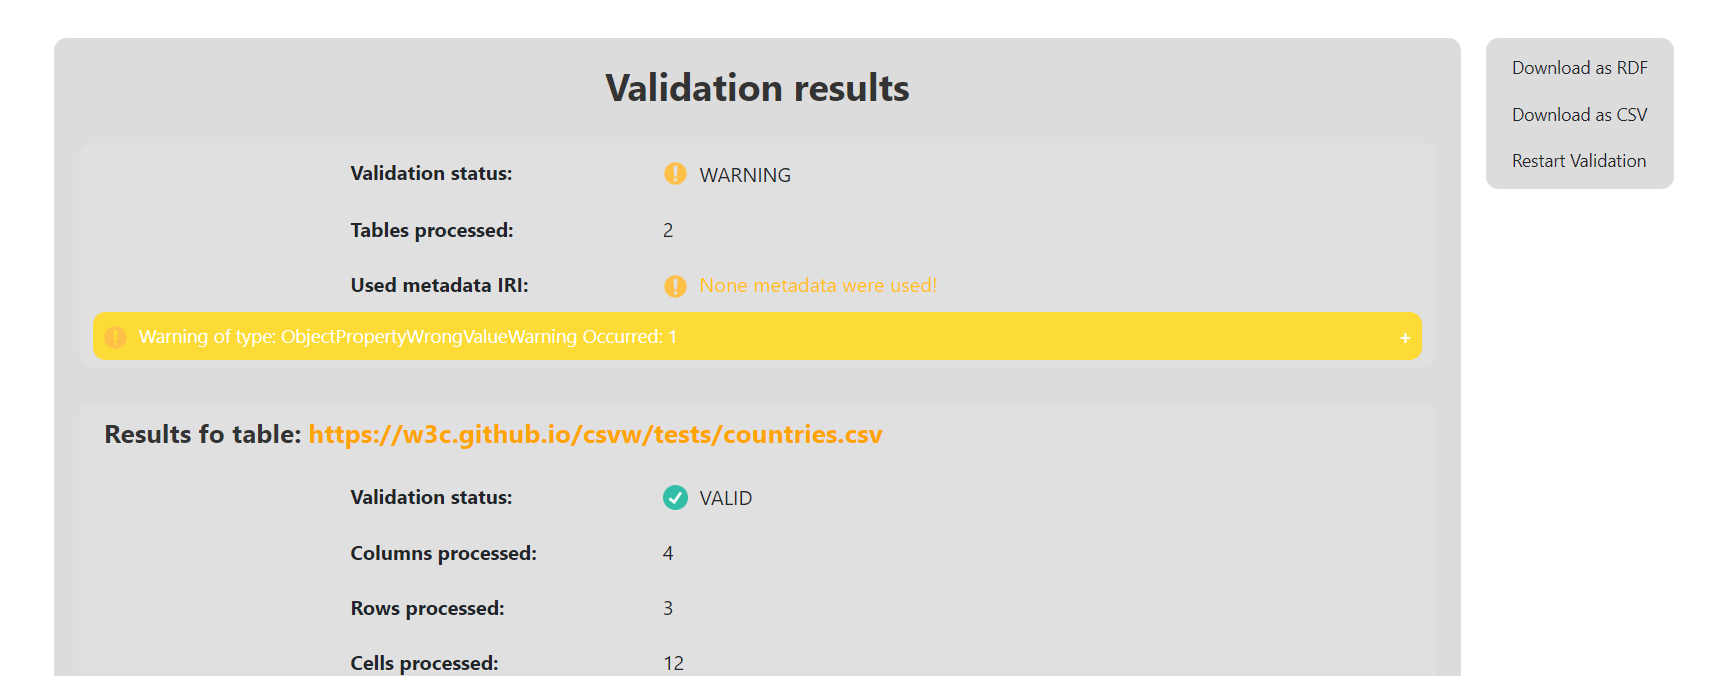 Validation results
Download as RDF
Download as CSV
Restart Validation
Validation status: WARNING
Tables processed: 2
Used metadata IRI: None metadata were used!
Warning of type: ObjectPropertyWrongValueWarning Occurred: 1 +
Results fo table: https://w3c.github.io/csvw/tests/countries.csv
Validation status: VALID
Columns processed: 4
Rows processed: 3
Cells processed: 12